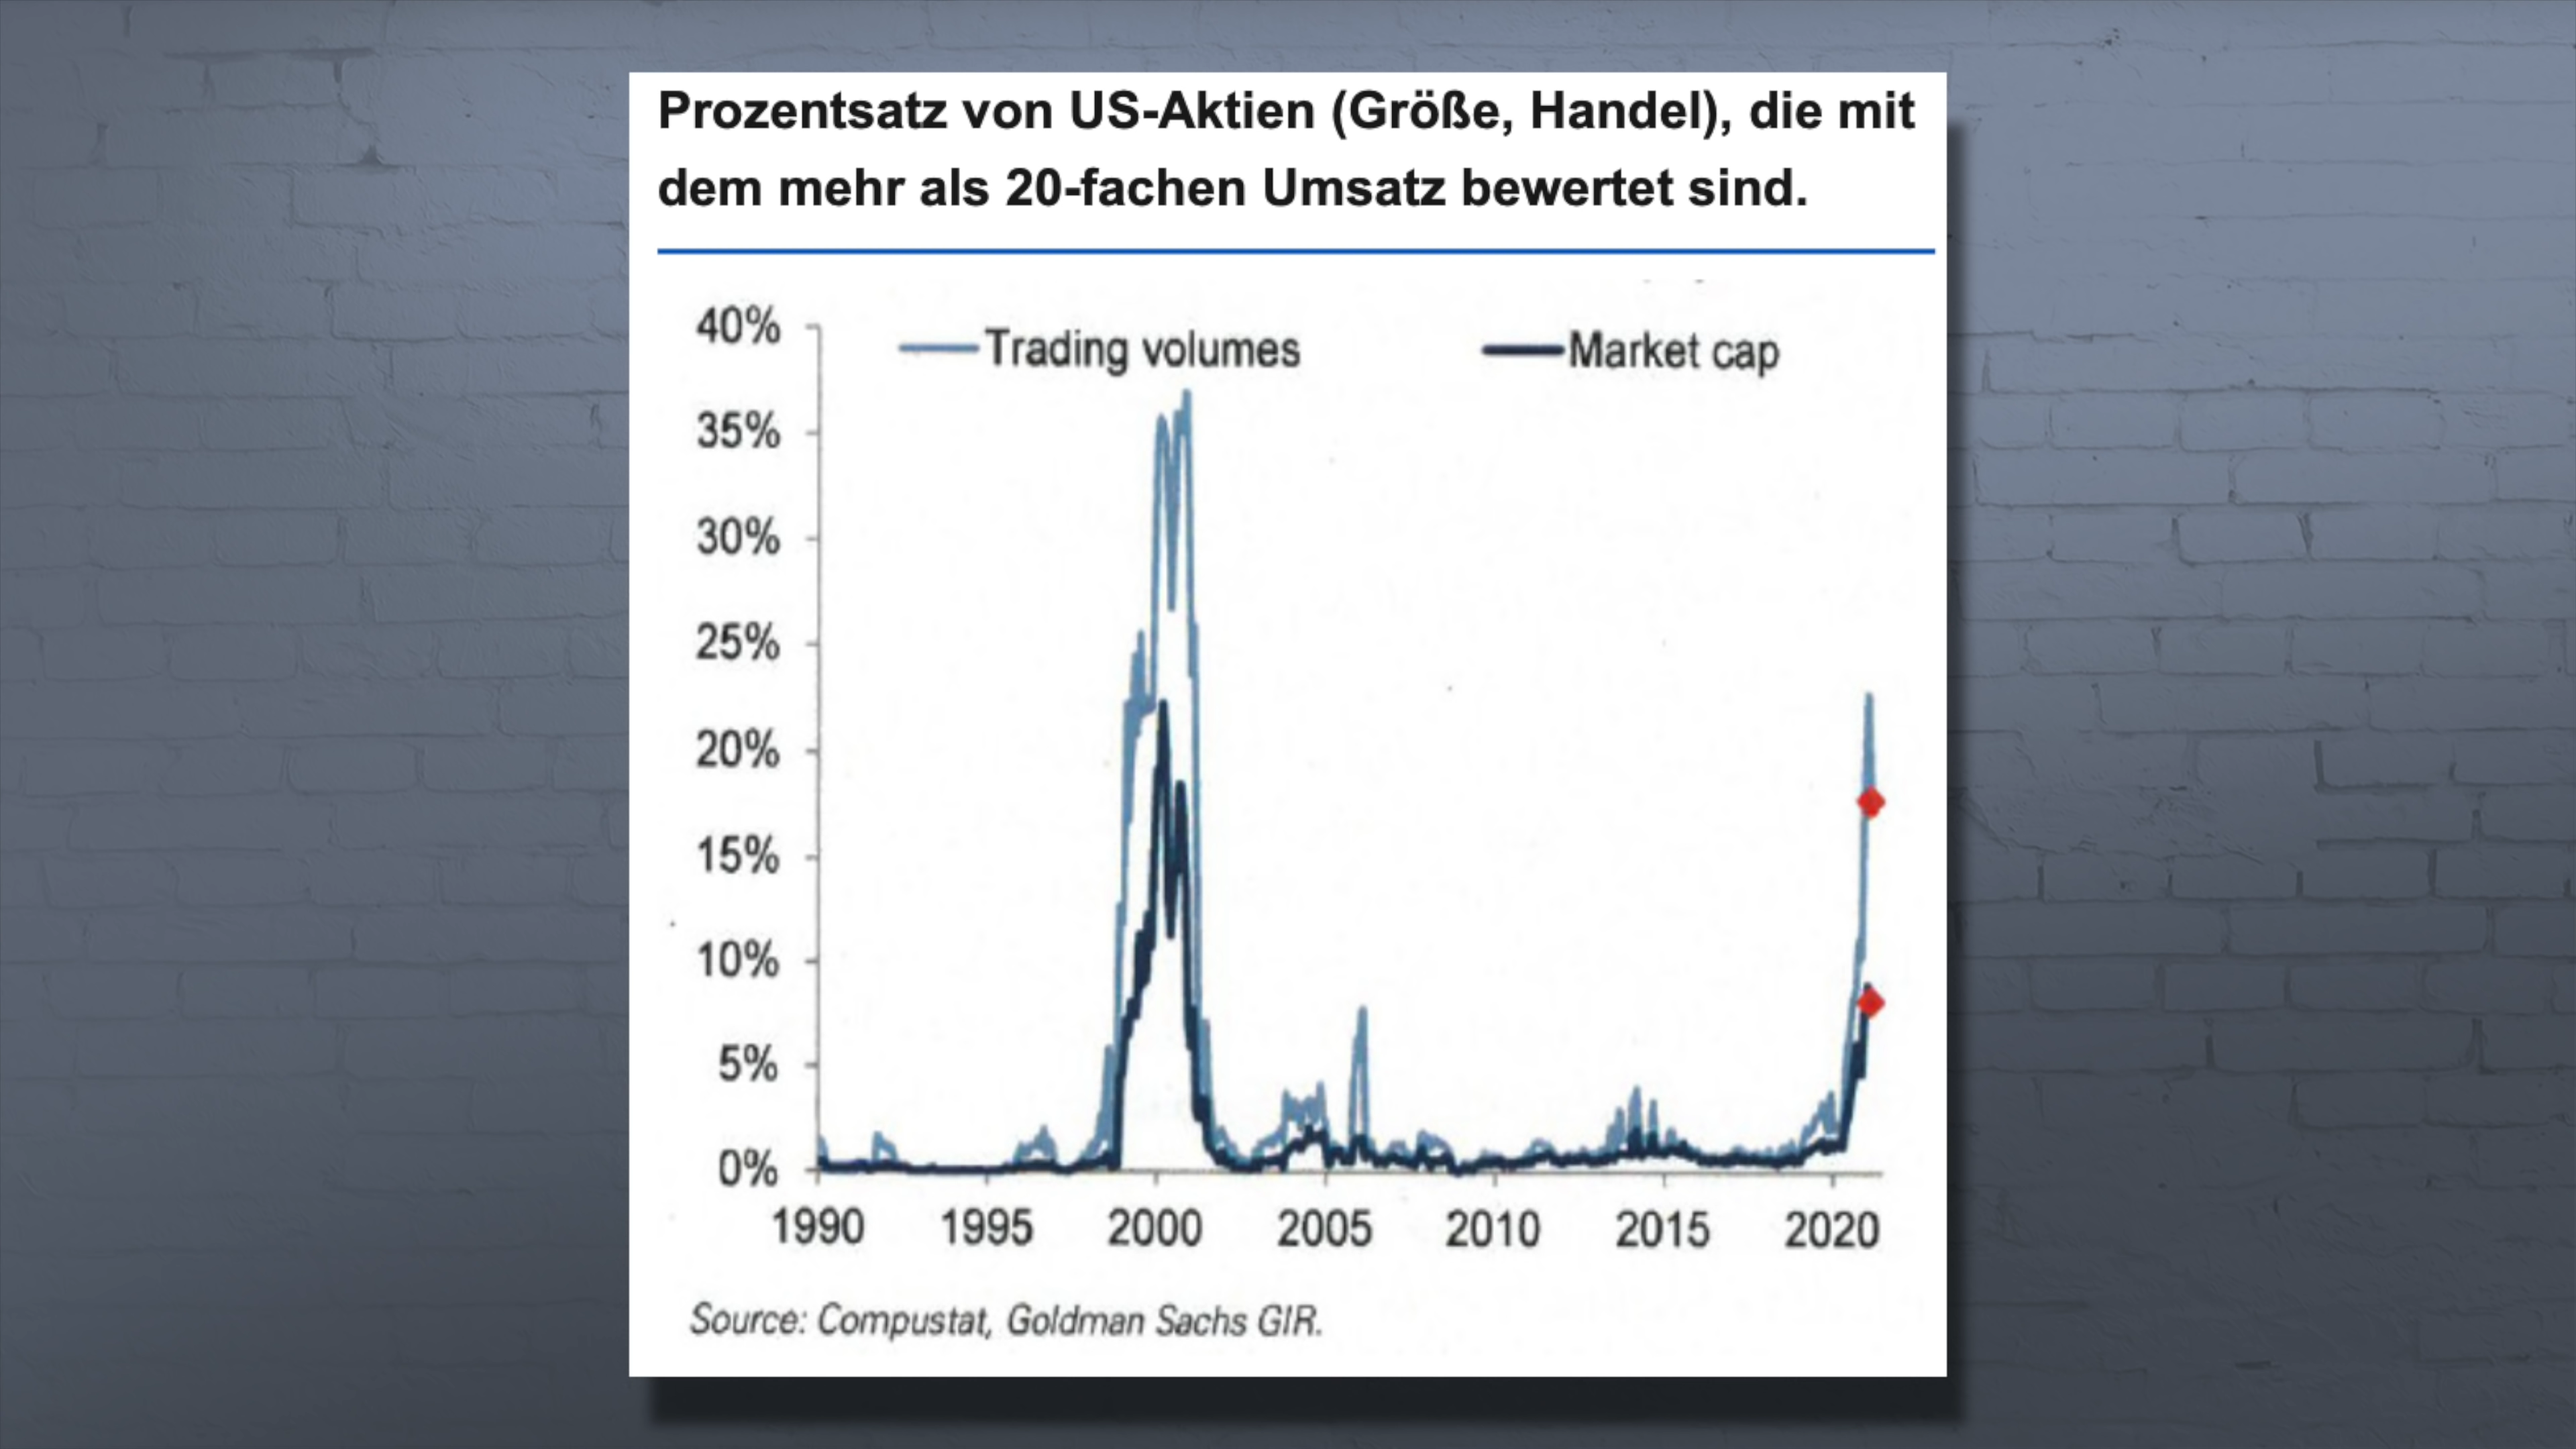 Prozentsatz von US-Aktien (Größe, Handel), die mit
dem mehr als 20-fachen Umsatz bewertet sind.
Trading volumes
Market cap
40%
35%
30%
25%
20%
15%
10%
5%
0%
1990 1995 2000 2005 2010 2015 2020
Source: Compustat, Goldman Sachs GIR.